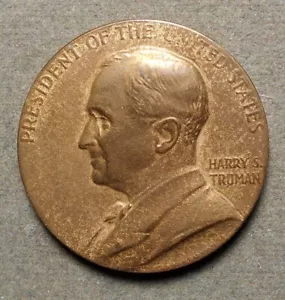 PRESIDENT OF THE UNITED STATES
HARRY S.
TRUMAN